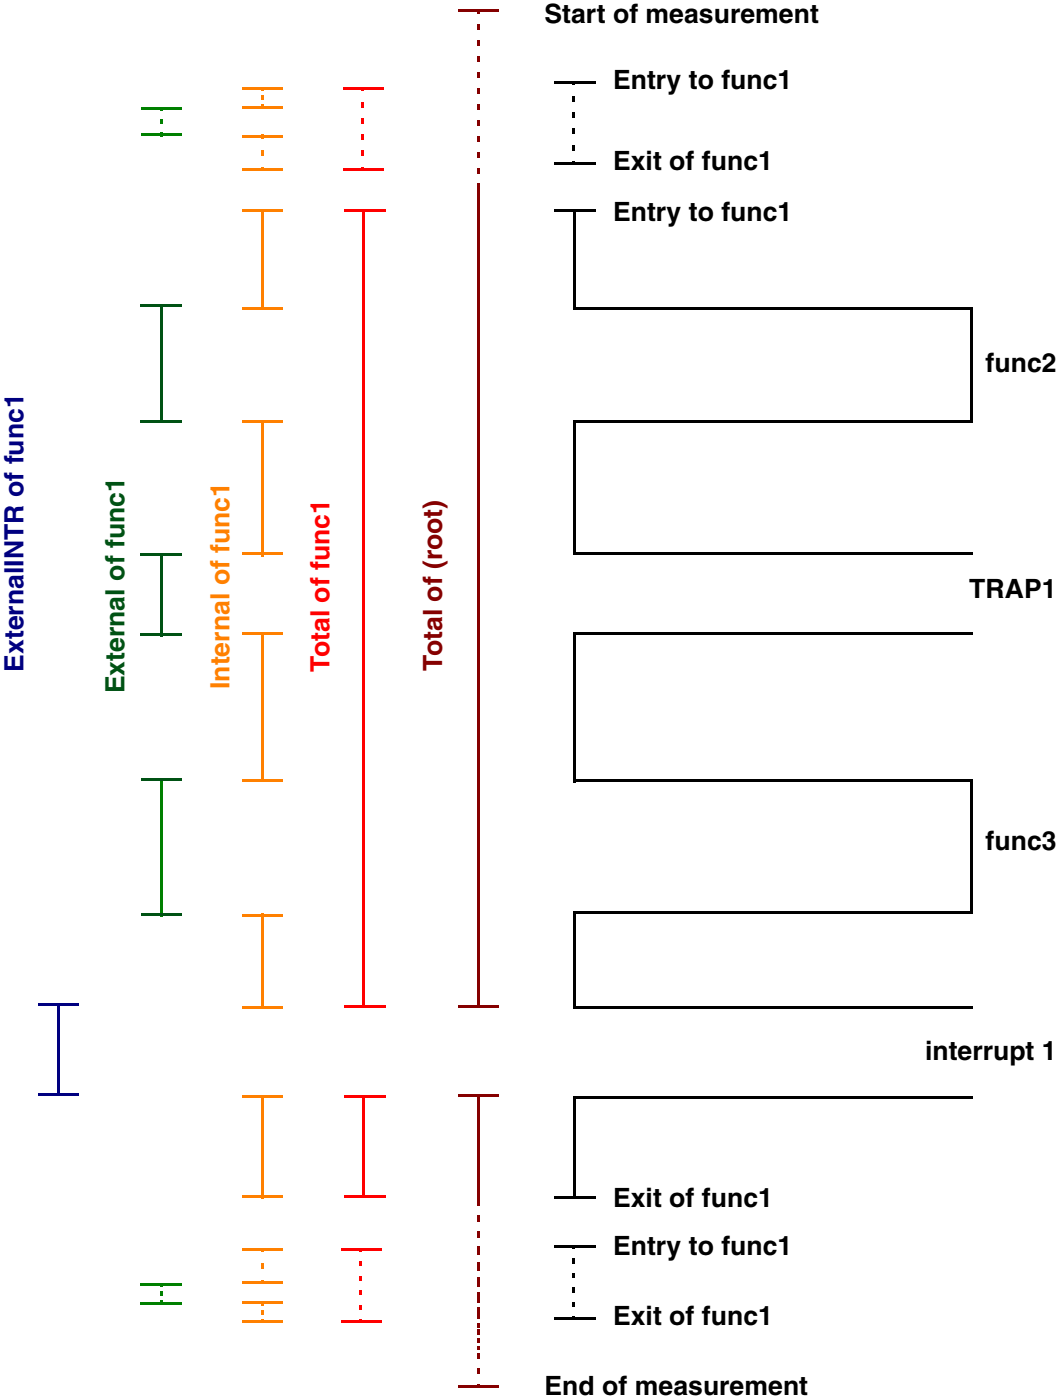 Start of measurement
Entry to func1
Exit of func1
Entry to func1
func2
ExternalINTR of func1
External of func1
Internal of func1
Total of func1
Total of (root)
TRAP1
func3
interrupt 1
Exit of func1
Entry to func1
Exit of func1
End of measurement